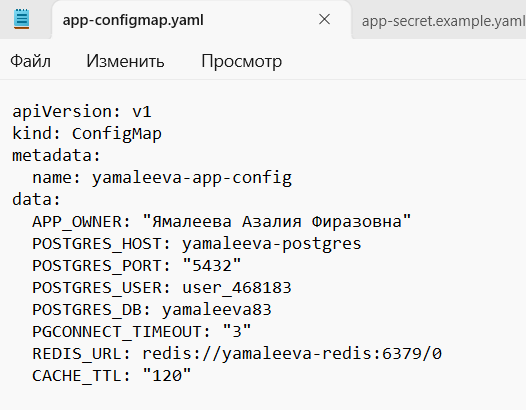 app-configmap.yaml
app-secret.example.yaml
Файл Изменить Просмотр
apiVersion: v1
kind: ConfigMap
metadata:
  name: yamaleeva-app-config
data:
  APP_OWNER: "Ямалеева Азалия Фиразовна"
  POSTGRES_HOST: yamaleeva-postgres
  POSTGRES_PORT: "5432"
  POSTGRES_USER: user_468183
  POSTGRES_DB: yamaleeva83
  PGCONNECT_TIMEOUT: "3"
  REDIS_URL: redis://yamaleeva-redis:6379/0
  CACHE_TTL: "120"